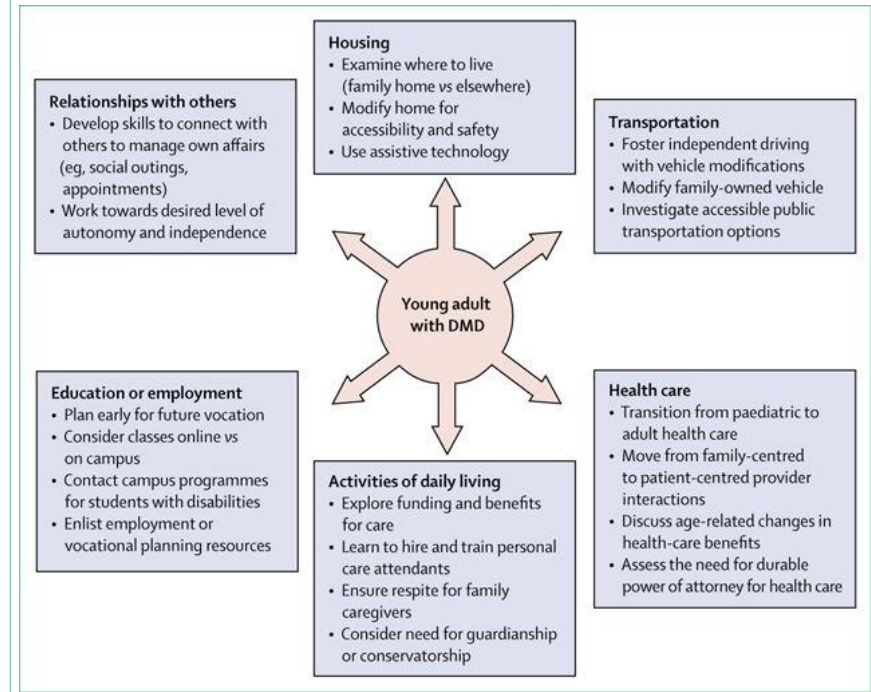 Housing
• Examine where to live
(family home vs elsewhere)
• Modify home for
accessibility and safety
• Use assistive technology
Relationships with others
• Develop skills to connect with
others to manage own affairs
(eg, social outings,
appointments)
• Work towards desired level of
autonomy and independence
Transportation
• Foster independent driving
with vehicle modifications
• Modify family-owned vehicle
• Investigate accessible public
transportation options
Young adult
with DMD
Education or employment
• Plan early for future vocation
• Consider classes online vs
on campus
• Contact campus programmes
for students with disabilities
• Enlist employment or
vocational planning resources
Activities of daily living
• Explore funding and benefits
for care
• Learn to hire and train personal
care attendants
• Ensure respite for family
caregivers
• Consider need for guardianship
or conservatorship
Health care
• Transition from paediatric to
adult health care
• Move from family-centred
to patient-centred provider
interactions
• Discuss age-related changes in
health-care benefits
• Assess the need for durable
power of attorney for health care